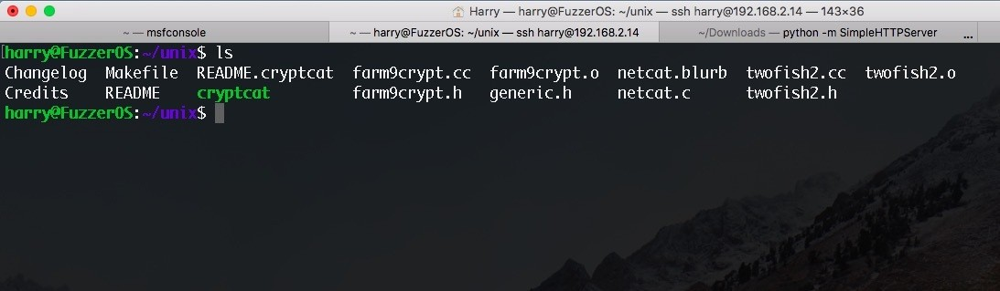 Harry — harry@FuzzerOS: ~/unix — ssh harry@192.168.2.14 — 143×36
~ — msfconsole
~ — harry@FuzzerOS: ~/unix — ssh harry@192.168.2.14
~/Downloads — python -m SimpleHTTPServer
...
[harry@FuzzerOS:~/unix$ ls
Changelog Makefile README.cryptcat farm9crypt.cc farm9crypt.o netcat.blurb twofish2.cc twofish2.o
Credits README cryptcat farm9crypt.h generic.h netcat.c twofish2.h
harry@FuzzerOS:~/unix$